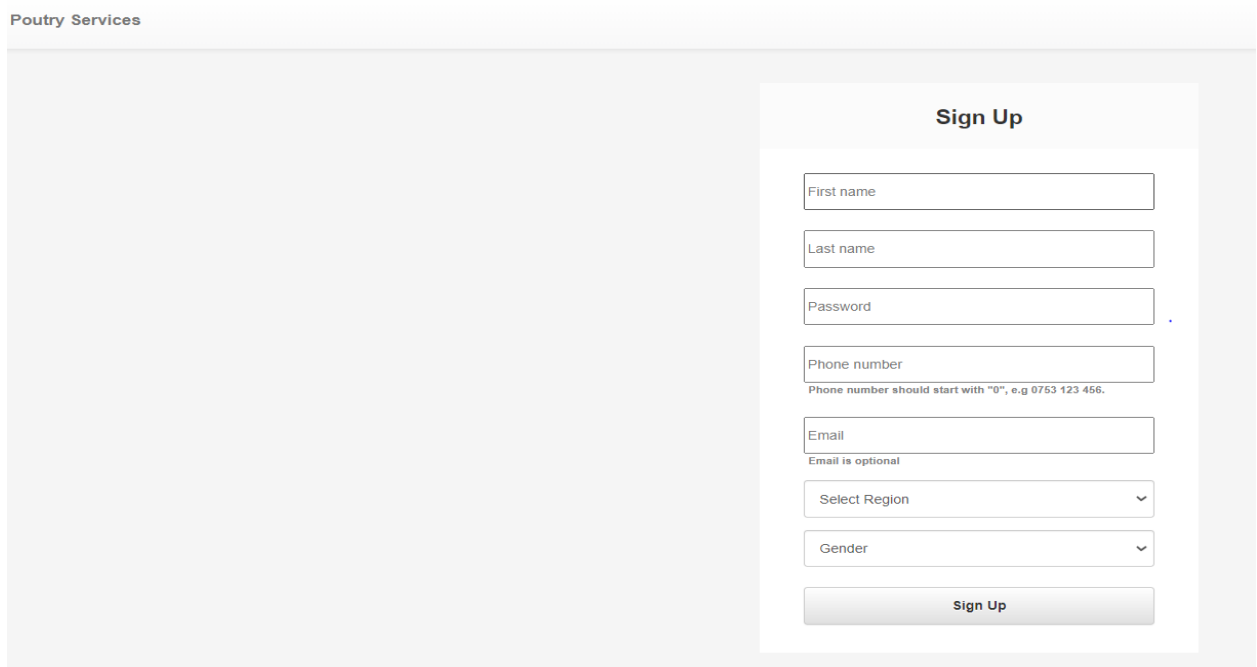 Poutry Services
Sign Up
First name
Last name
Password
Phone number
Phone number should start with "0", e.g 0753 123 456.
Email
Email is optional
Select Region
Gender
Sign Up